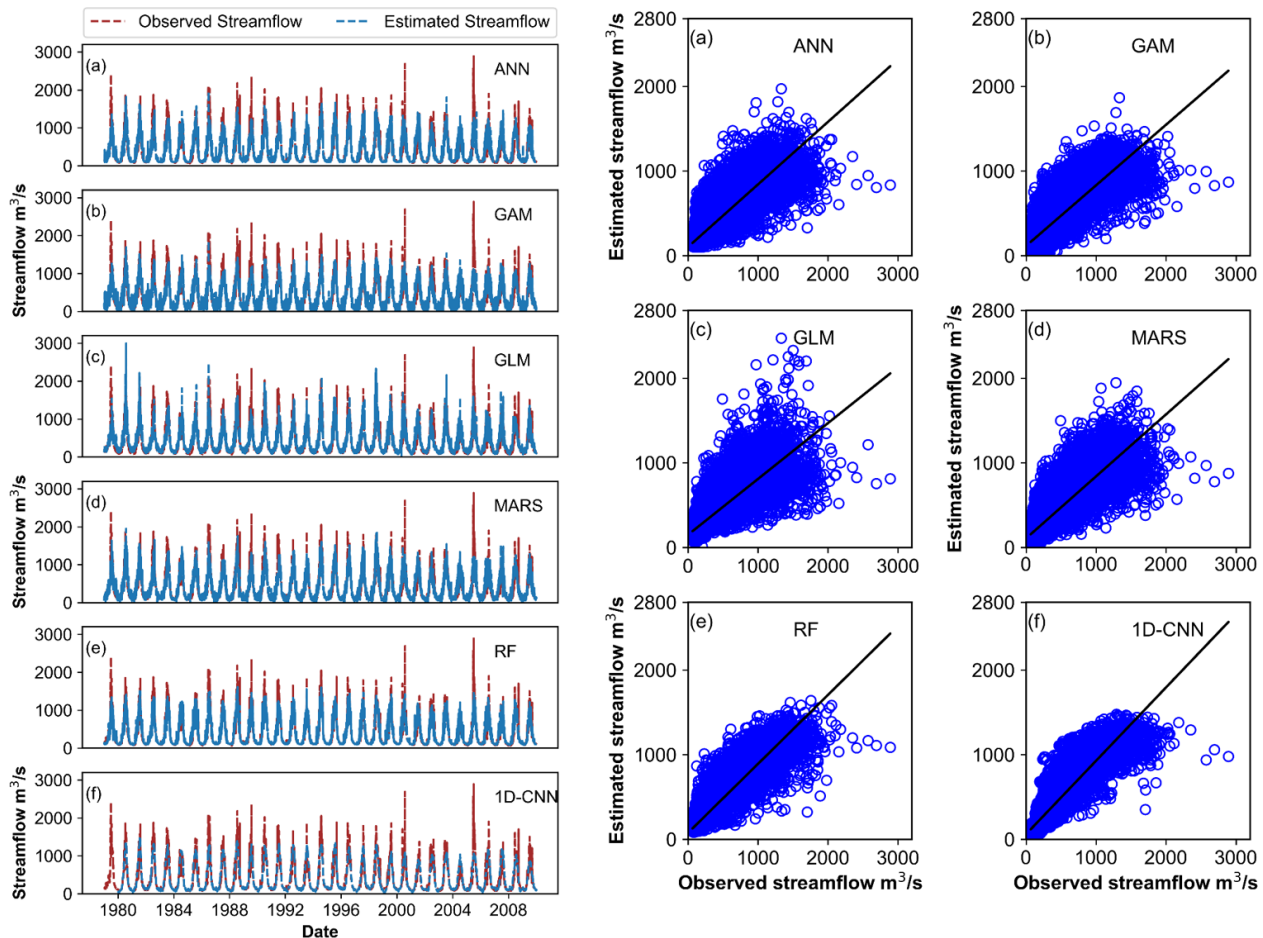 Observed Streamflow Estimated Streamflow
(a) ANN
3000
2000
1000
0
(b) GAM
3000
2000
1000
0
(c) GLM
3000
2000
1000
0
(d) MARS
3000
2000
1000
0
(e) RF
3000
2000
1000
0
(f) 1D-CNN
3000
2000
1000
0
Streamflow m³/s
Streamflow m³/s
Streamflow m³/s
1980 1984 1988 1992 1996 2000 2004 2008
Date
(a) ANN
2800
2000
1000
0
0 1000 2000 3000
Estimated streamflow m³/s
(b) GAM
2800
2000
1000
0
0 1000 2000 3000
(c) GLM
2800
2000
1000
0
0 1000 2000 3000
(d) MARS
2800
2000
1000
0
0 1000 2000 3000
Estimated streamflow m³/s
(e) RF
2800
2000
1000
0
0 1000 2000 3000
Estimated streamflow m³/s
Observed streamflow m³/s
(f) 1D-CNN
2800
2000
1000
0
0 1000 2000 3000
Observed streamflow m³/s